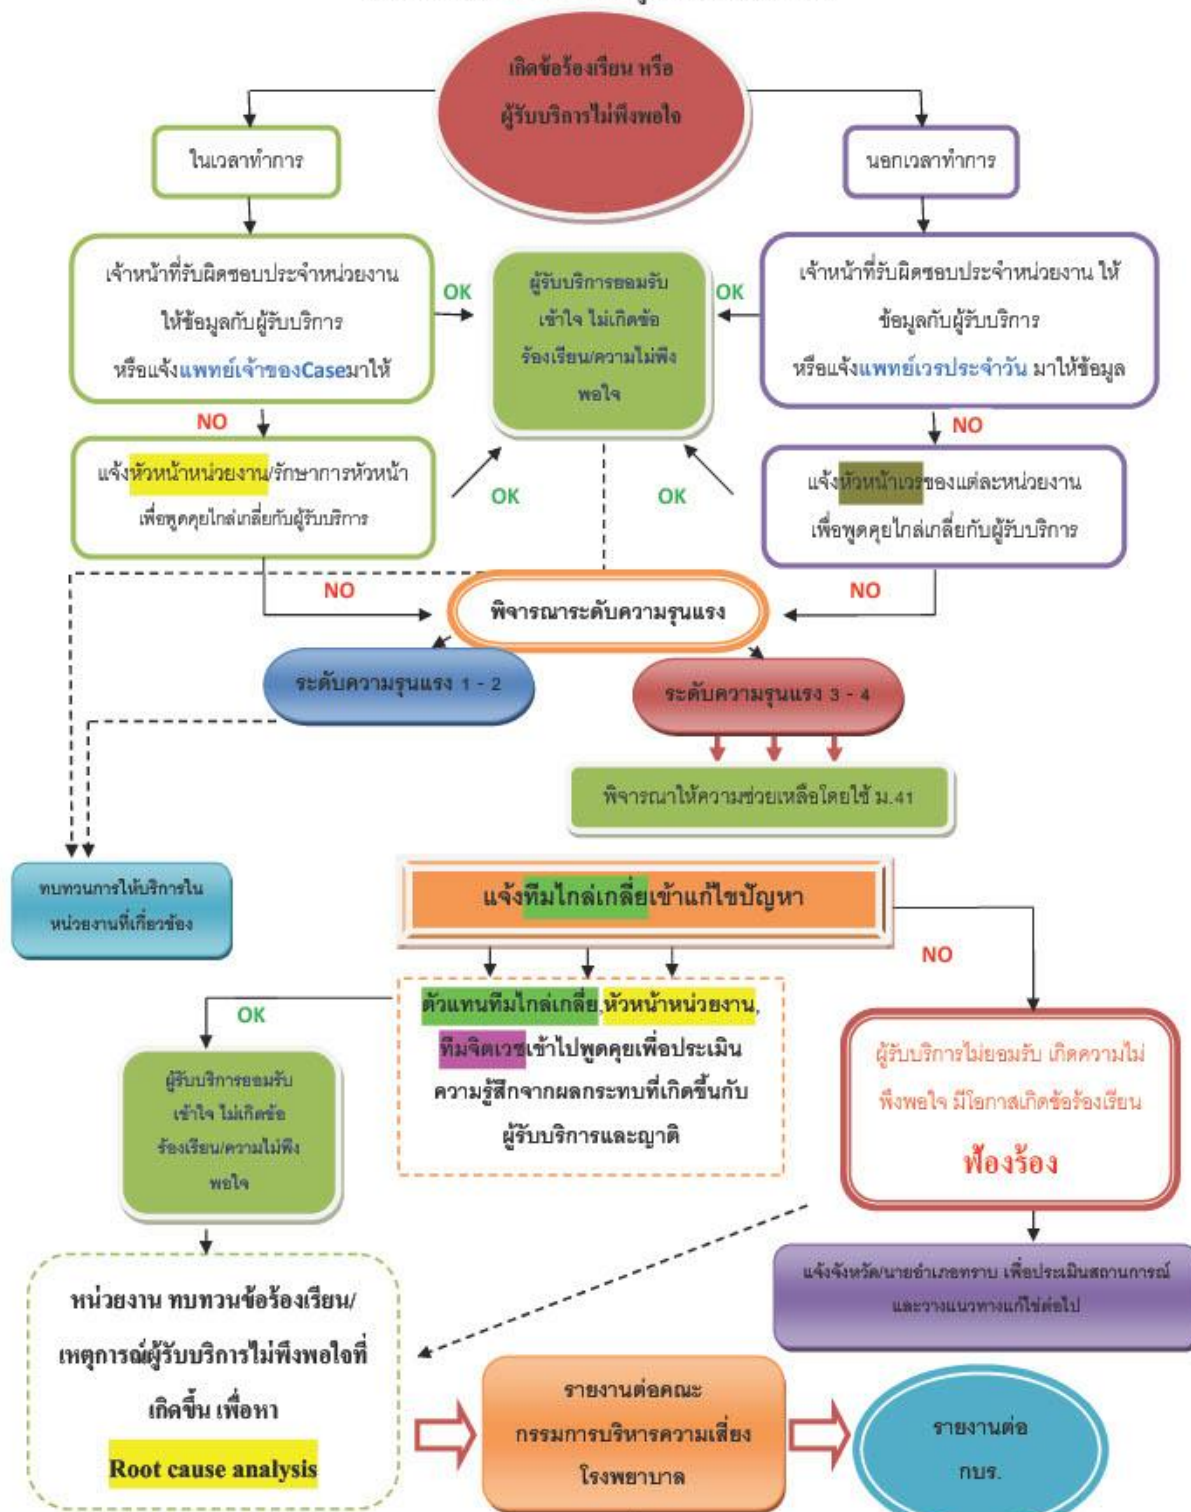 เกิดข้อร้องเรียน หรือ
ผู้รับบริการไม่พึงพอใจ
ในเวลาทำการ
นอกเวลาทำการ
เจ้าหน้าที่รับผิดชอบประจำหน่วยงาน
ให้ข้อมูลกับผู้รับบริการ
หรือแจ้งแพทย์เจ้าของCaseมาให้
OK
ผู้รับบริการยอมรับ
เข้าใจ ไม่เกิดข้อ
ร้องเรียน/ความไม่พึง
พอใจ
OK
เจ้าหน้าที่รับผิดชอบประจำหน่วยงาน ให้
ข้อมูลกับผู้รับบริการ
หรือแจ้งแพทย์เวรประจำวัน มาให้ข้อมูล
NO
NO
แจ้งหัวหน้าหน่วยงาน/รักษาการหัวหน้า
เพื่อพูดคุยไกล่เกลี่ยกับผู้รับบริการ
OK
OK
แจ้งหัวหน้าเวรของแต่ละหน่วยงาน
เพื่อพูดคุยไกล่เกลี่ยกับผู้รับบริการ
NO
NO
พิจารณาระดับความรุนแรง
ระดับความรุนแรง 1 - 2
ระดับความรุนแรง 3 - 4
พิจารณาให้ความช่วยเหลือโดยใช้ ม.41
ทบทวนการให้บริการใน
หน่วยงานที่เกี่ยวข้อง
แจ้งทีมไกล่เกลี่ยเข้าแก้ไขปัญหา
NO
OK
ตัวแทนทีมไกล่เกลี่ย,หัวหน้าหน่วยงาน,
ทีมจิตเวชเข้าไปพูดคุยเพื่อประเมิน
ความรู้สึกจากผลกระทบที่เกิดขึ้นกับ
ผู้รับบริการและญาติ
ผู้รับบริการไม่ยอมรับ เกิดความไม่
พึงพอใจ มีโอกาสเกิดข้อร้องเรียน
ฟ้องร้อง
ผู้รับบริการยอมรับ
เข้าใจ ไม่เกิดข้อ
ร้องเรียน/ความไม่พึง
พอใจ
แจ้งจังหวัด/นายอำเภอทราบ เพื่อประเมินสถานการณ์
และวางแนวทางแก้ไขต่อไป
หน่วยงาน ทบทวนข้อร้องเรียน/
เหตุการณ์ผู้รับบริการไม่พึงพอใจที่
เกิดขึ้น เพื่อหา
Root cause analysis
รายงานต่อคณะ
กรรมการบริหารความเสี่ยง
โรงพยาบาล
รายงานต่อ
กบร.